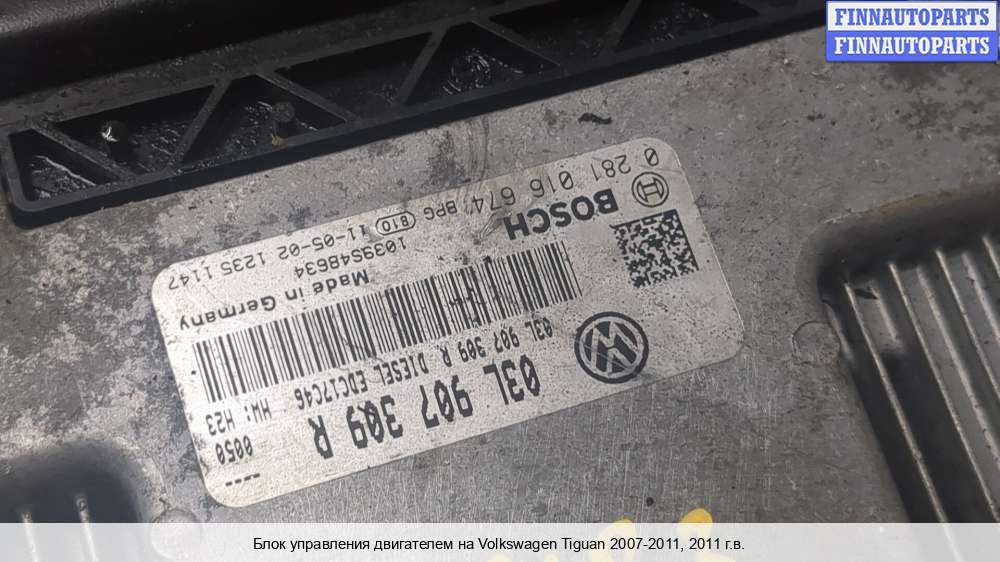 FINNAUTOPARTS
FINNAUTOPARTS
03L 907 309 R
---- 0050
03L 907 309 R DIESEL EDC17C46 HW: H23
Made in Germany
BOSCH 1039S48634
0 281 016 674 BPG B10 11-05-02 1235 1147
Блок управления двигателем на Volkswagen Tiguan 2007-2011, 2011 г.в.